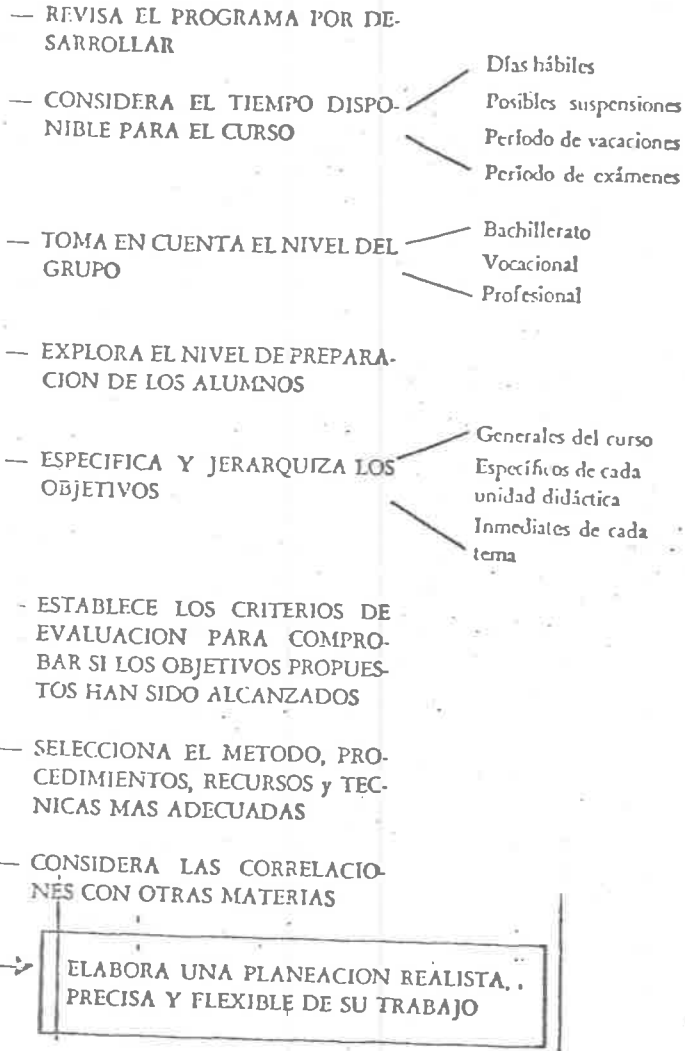 — REVISA EL PROGRAMA POR DE-
SARROLLAR
— CONSIDERA EL TIEMPO DISPO-
NIBLE PARA EL CURSO
Días hábiles
Posibles suspensiones
Período de vacaciones
Período de exámenes
— TOMA EN CUENTA EL NIVEL DEL
GRUPO
Bachillerato
Vocacional
Profesional
— EXPLORA EL NIVEL DE PREPARA-
CION DE LOS ALUMNOS
— ESPECIFICA Y JERARQUIZA LOS
OBJETIVOS
Generales del curso
Específicos de cada
unidad didáctica
Inmediates de cada
tema
- ESTABLECE LOS CRITERIOS DE
EVALUACION PARA COMPRO-
BAR SI LOS OBJETIVOS PROPUES-
TOS HAN SIDO ALCANZADOS
— SELECCIONA EL METODO, PRO-
CEDIMIENTOS, RECURSOS y TEC-
NICAS MAS ADECUADAS
— CONSIDERA LAS CORRELACIO-
NES CON OTRAS MATERIAS
ELABORA UNA PLANEACION REALISTA,
PRECISA Y FLEXIBLE DE SU TRABAJO